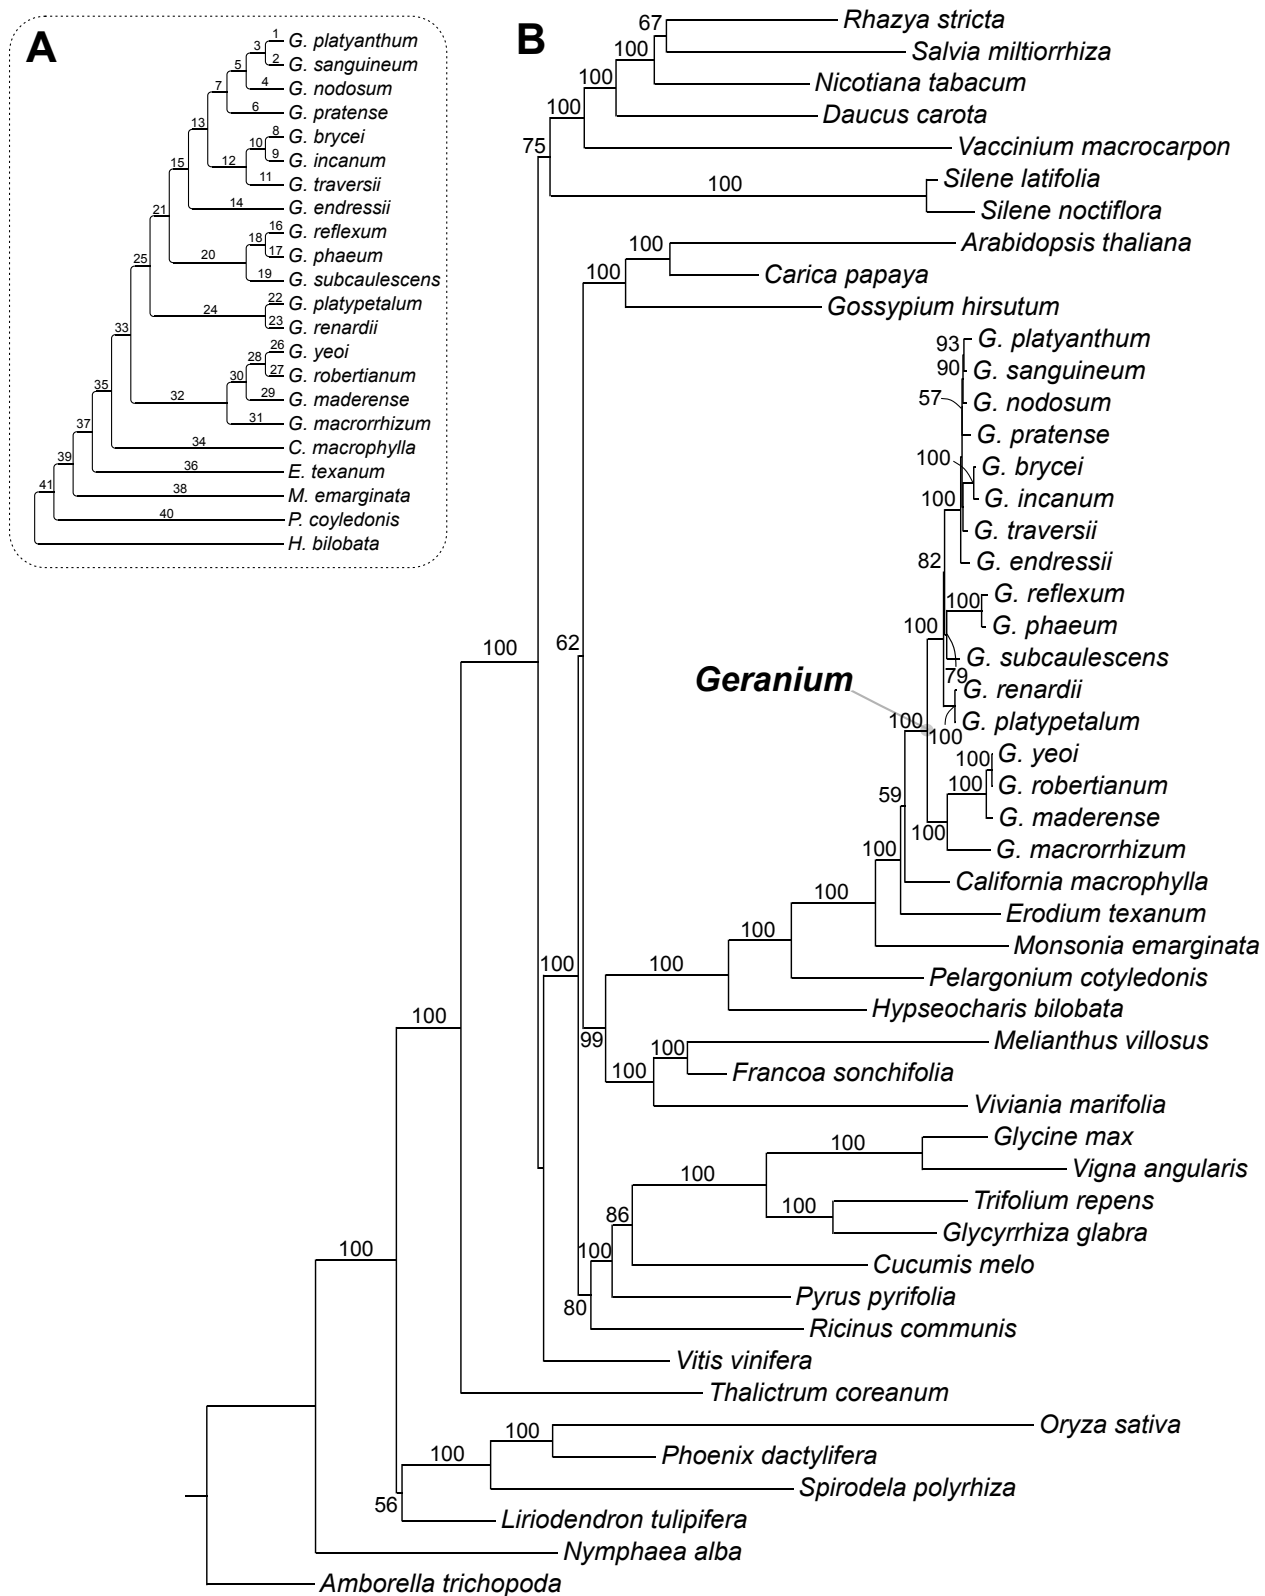 A
1
G. platyanthum
3
2
G. sanguineum
5
4
G. nodosum
7
6
G. pratense
13
8
G. brycei
10
9
G. incanum
15
12
11
G. traversii
14
G. endressii
21
16
G. reflexum
18
17
G. phaeum
25
20
19
G. subcaulescens
22
G. platypetalum
24
23
G. renardii
33
26
G. yeoi
28
27
G. robertianum
35
30
29
G. maderense
32
31
G. macrorrhizum
37
34
C. macrophylla
39
36
E. texanum
41
38
M. emarginata
40
P. coyledonis
H. bilobata
B
67
Rhazya stricta
100
Salvia miltiorrhiza
100
Nicotiana tabacum
100
Daucus carota
75
Vaccinium macrocarpon
100
Silene latifolia
Silene noctiflora
100
Arabidopsis thaliana
100
Carica papaya
Gossypium hirsutum
93
G. platyanthum
90
G. sanguineum
57
G. nodosum
G. pratense
100
G. brycei
100
G. incanum
G. traversii
82
G. endressii
100
G. reflexum
100
G. phaeum
62
G. subcaulescens
100
Geranium
79
G. renardii
100
100
G. platypetalum
100
G. yeoi
100
G. robertianum
59
G. maderense
100
G. macrorrhizum
100
California macrophylla
100
Erodium texanum
100
Monsonia emarginata
100
100
Pelargonium cotyledonis
Hypseocharis bilobata
100
99
Melianthus villosus
100
100
Francoa sonchifolia
Viviania marifolia
100
Glycine max
100
Vigna angularis
100
Trifolium repens
86
Glycyrrhiza glabra
100
100
Cucumis melo
80
Pyrus pyrifolia
Ricinus communis
Vitis vinifera
Thalictrum coreanum
100
Oryza sativa
100
Phoenix dactylifera
Spirodela polyrhiza
56
Liriodendron tulipifera
Nymphaea alba
Amborella trichopoda